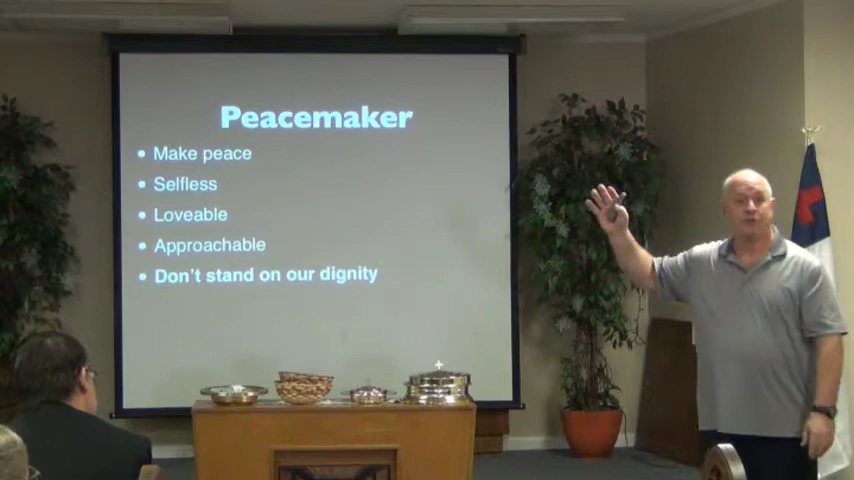 Peacemaker
• Make peace
• Selfless
• Loveable
• Approachable
• Don't stand on our dignity